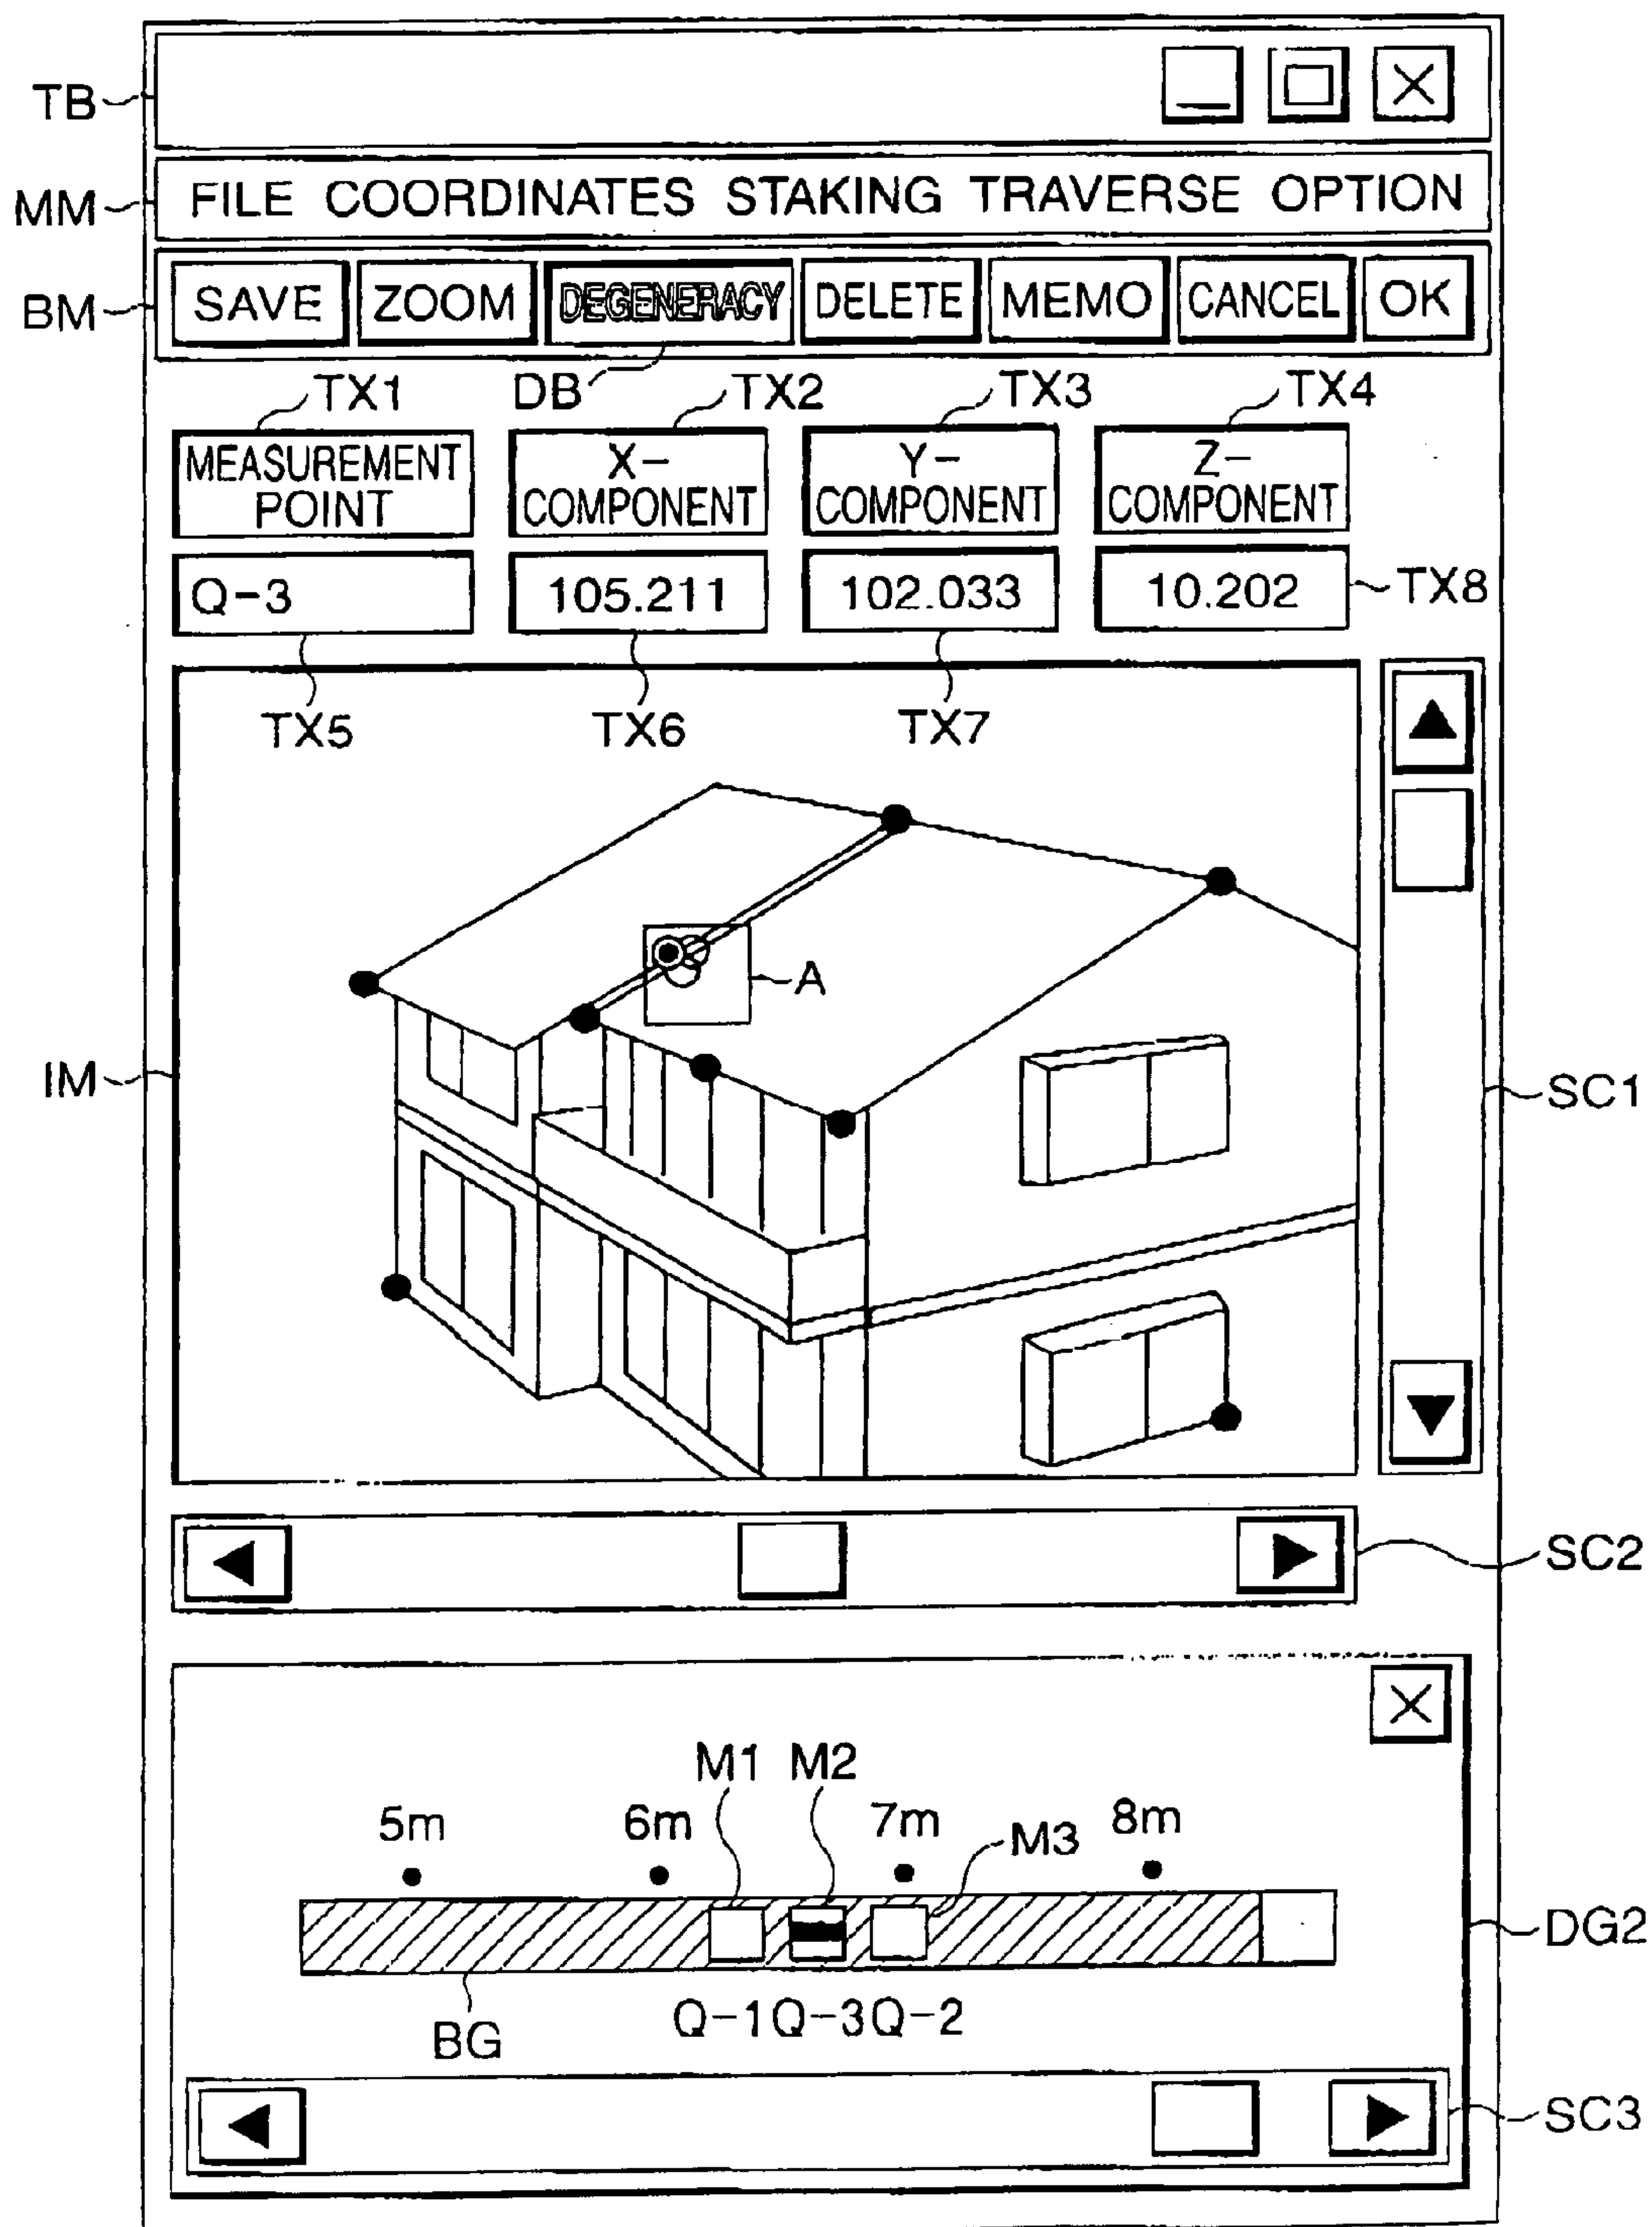 TB
MM FILE COORDINATES STAKING TRAVERSE OPTION
BM SAVE ZOOM DEGENERACY DELETE MEMO CANCEL OK
TX1 DB TX2 TX3 TX4
MEASUREMENT POINT X-COMPONENT Y-COMPONENT Z-COMPONENT
Q-3 105.211 102.033 10.202 TX8
TX5 TX6 TX7
A
IM SC1
SC2
M1 M2
5m 6m 7m M3 8m
DG2
Q-1 Q-3 Q-2
BG
SC3